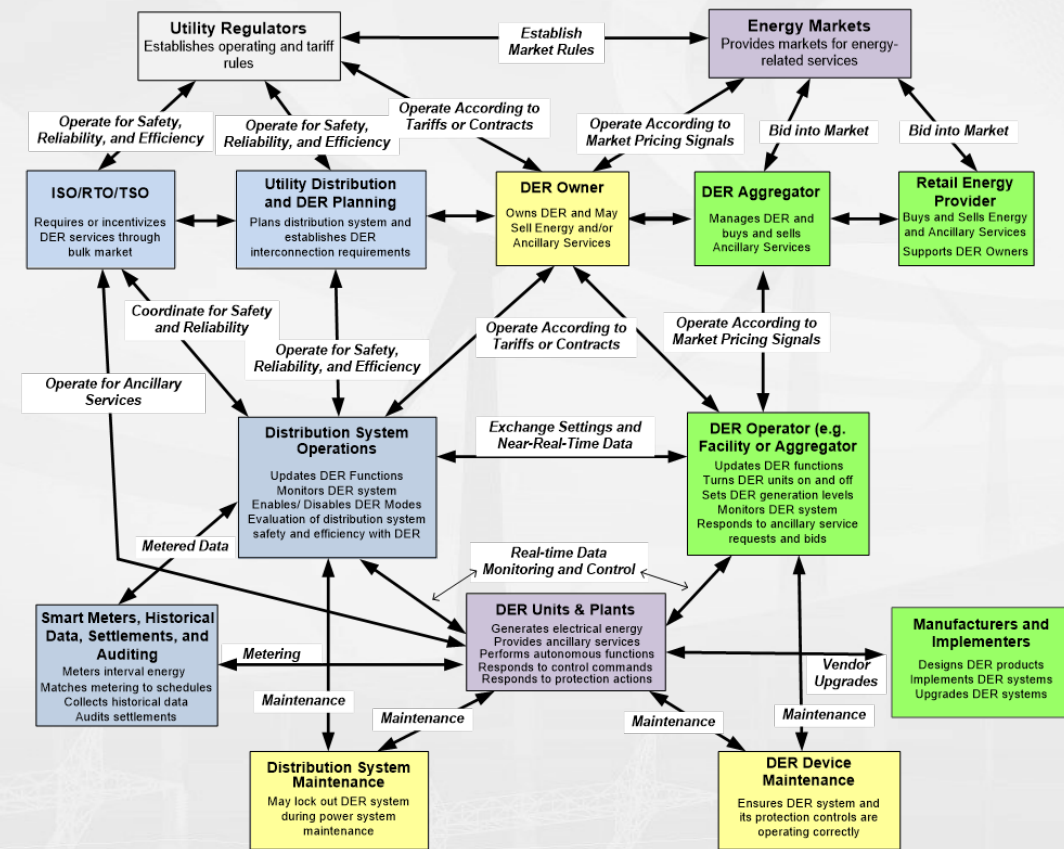 Utility Regulators
Establishes operating and tariff
rules
Establish
Market Rules
Energy Markets
Provides markets for energy-
related services
Operate for Safety,
Reliability, and Efficiency
Operate for Safety,
Reliability, and Efficiency
Operate According to
Tariffs or Contracts
Operate According to
Market Pricing Signals
Bid into Market
Bid into Market
ISO/RTO/TSO
Requires or incentivizes
DER services through
bulk market
Utility Distribution
and DER Planning
Plans distribution system and
establishes DER
interconnection requirements
DER Owner
Owns DER and May
Sell Energy and/or
Ancillary Services
DER Aggregator
Manages DER and
buys and sells
Ancillary Services
Retail Energy
Provider
Buys and Sells Energy
and Ancillary Services
Supports DER Owners
Coordinate for Safety
and Reliability
Operate for Safety,
Reliability, and Efficiency
Operate According to
Tariffs or Contracts
Operate According to
Market Pricing Signals
Operate for Ancillary
Services
Distribution System
Operations
Updates DER Functions
Monitors DER system
Enables/ Disables DER Modes
Evaluation of distribution system
safety and efficiency with DER
Exchange Settings and
Near-Real-Time Data
DER Operator (e.g.
Facility or Aggregator
Updates DER functions
Turns DER units on and off
Sets DER generation levels
Monitors DER system
Responds to ancillary service
requests and bids
Metered Data
Real-time Data
Monitoring and Control
Smart Meters, Historical
Data, Settlements, and
Auditing
Meters interval energy
Matches metering to schedules
Collects historical data
Audits settlements
Metering
DER Units & Plants
Generates electrical energy
Provides ancillary services
Performs autonomous functions
Responds to control commands
Responds to protection actions
Vendor
Upgrades
Manufacturers and
Implementers
Designs DER products
Implements DER systems
Upgrades DER systems
Maintenance
Maintenance
Maintenance
Maintenance
Distribution System
Maintenance
May lock out DER system
during power system
maintenance
DER Device
Maintenance
Ensures DER system and
its protection controls are
operating correctly